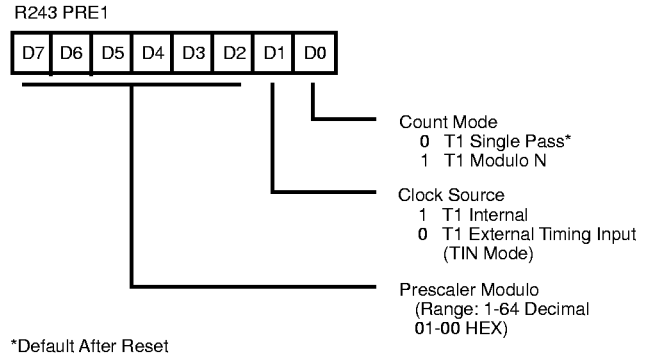 R243 PRE1
D7 D6 D5 D4 D3 D2 D1 D0
Count Mode
0 T1 Single Pass*
1 T1 Modulo N
Clock Source
1 T1 Internal
0 T1 External Timing Input
(TIN Mode)
Prescaler Modulo
(Range: 1-64 Decimal
01-00 HEX)
*Default After Reset